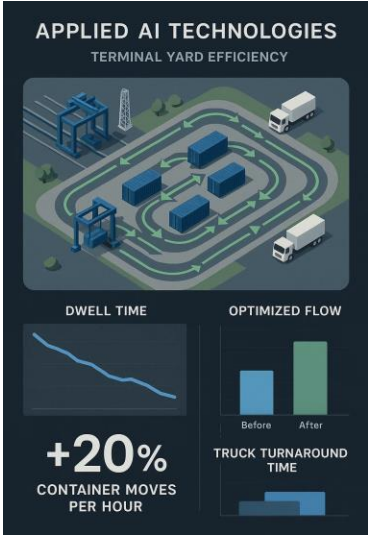 APPLIED AI TECHNOLOGIES
TERMINAL YARD EFFICIENCY
DWELL TIME
+20%
CONTAINER MOVES
PER HOUR
OPTIMIZED FLOW
Before After
TRUCK TURNAROUND
TIME